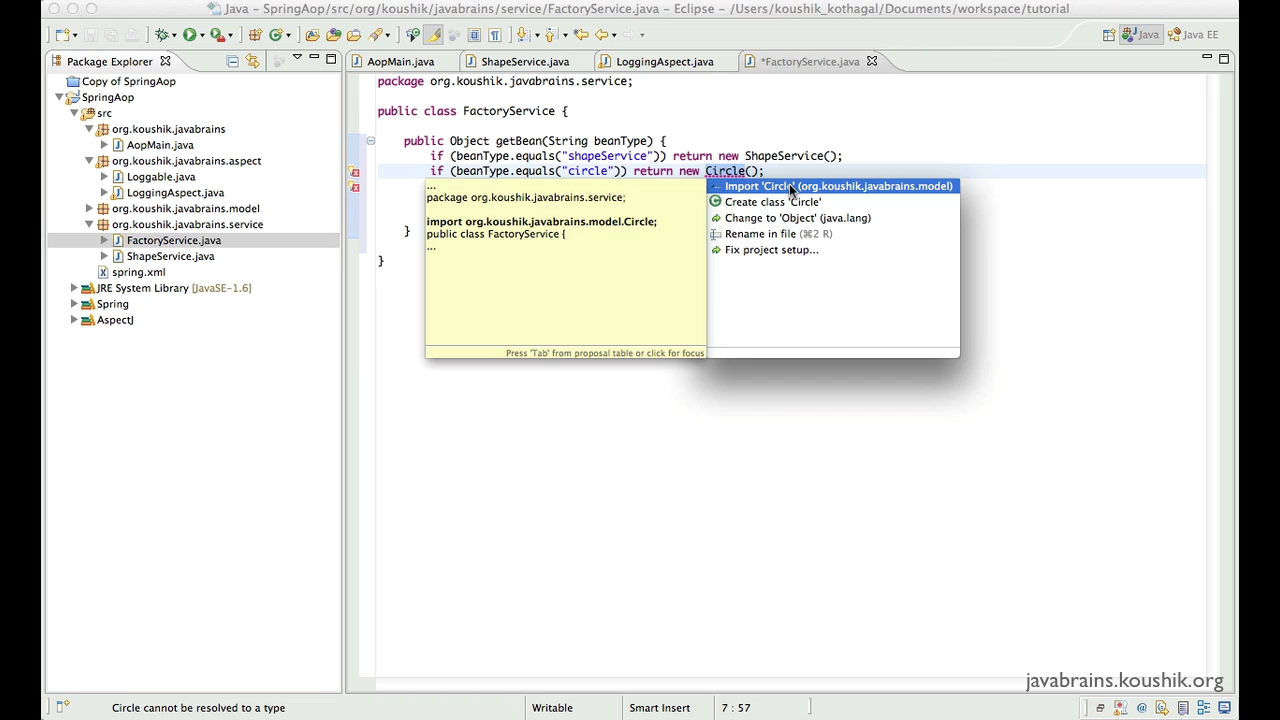 Java – SpringAop/src/org/koushik/javabrains/service/FactoryService.java – Eclipse – /Users/koushik_kothagal/Documents/workspace/tutorial
Java
Java EE
Package Explorer
AopMain.java
ShapeService.java
LoggingAspect.java
*FactoryService.java
Copy of SpringAop
SpringAop
src
org.koushik.javabrains
AopMain.java
org.koushik.javabrains.aspect
Loggable.java
LoggingAspect.java
org.koushik.javabrains.model
org.koushik.javabrains.service
FactoryService.java
ShapeService.java
spring.xml
JRE System Library [JavaSE-1.6]
Spring
AspectJ
package org.koushik.javabrains.service;
public class FactoryService {
public Object getBean(String beanType) {
if (beanType.equals("shapeService")) return new ShapeService();
if (beanType.equals("circle")) return new Circle();
}
}
...
package org.koushik.javabrains.service;
import org.koushik.javabrains.model.Circle;
public class FactoryService {
...
Press 'Tab' from proposal table or click for focus
Import 'Circle' (org.koushik.javabrains.model)
Create class 'Circle'
Change to 'Object' (java.lang)
Rename in file (⌘2 R)
Fix project setup...
javabrains.koushik.org
Circle cannot be resolved to a type
Writable
Smart Insert
7 : 57